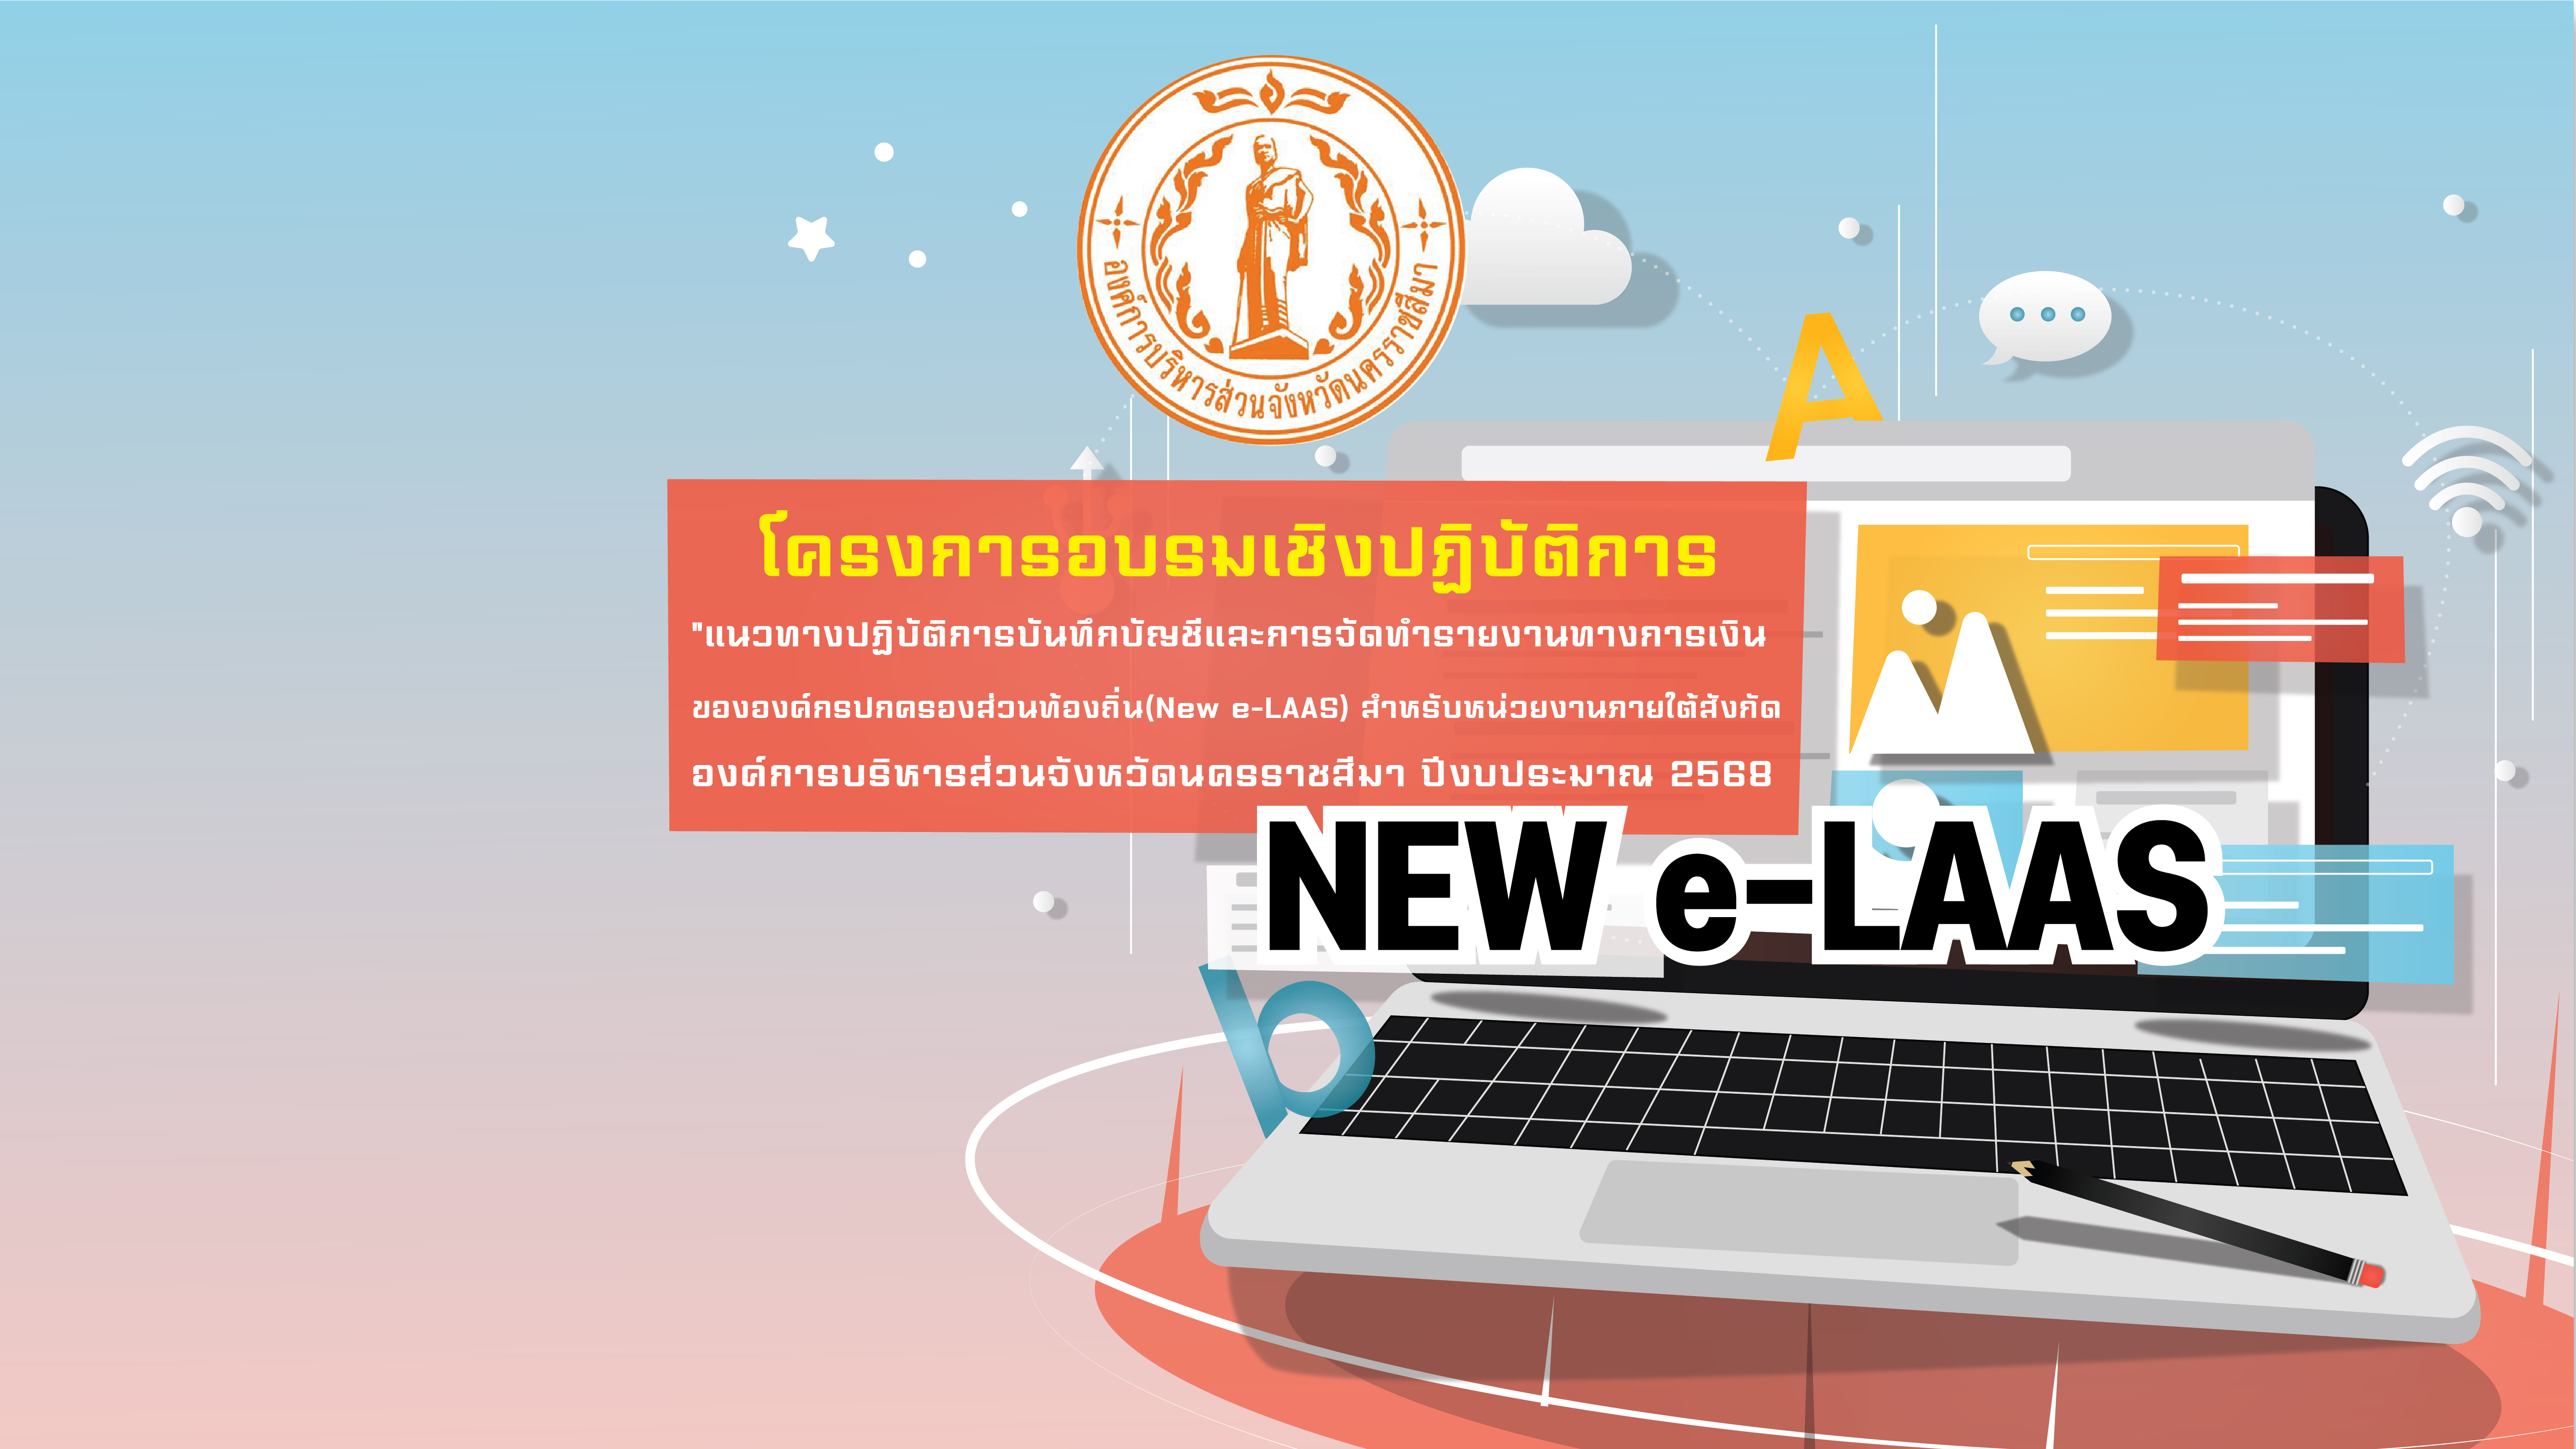 องค์การบริหารส่วนจังหวัดนครราชสีมา
A
โครงการอบรมเชิงปฏิบัติการ
"แนวทางปฏิบัติการบันทึกบัญชีและการจัดทำรายงานทางการเงิน
ขององค์กรปกครองส่วนท้องถิ่น(New e-LAAS) สำหรับหน่วยงานภายใต้สังกัด
องค์การบริหารส่วนจังหวัดนครราชสีมา ปีงบประมาณ 2568
NEW e-LAAS
b